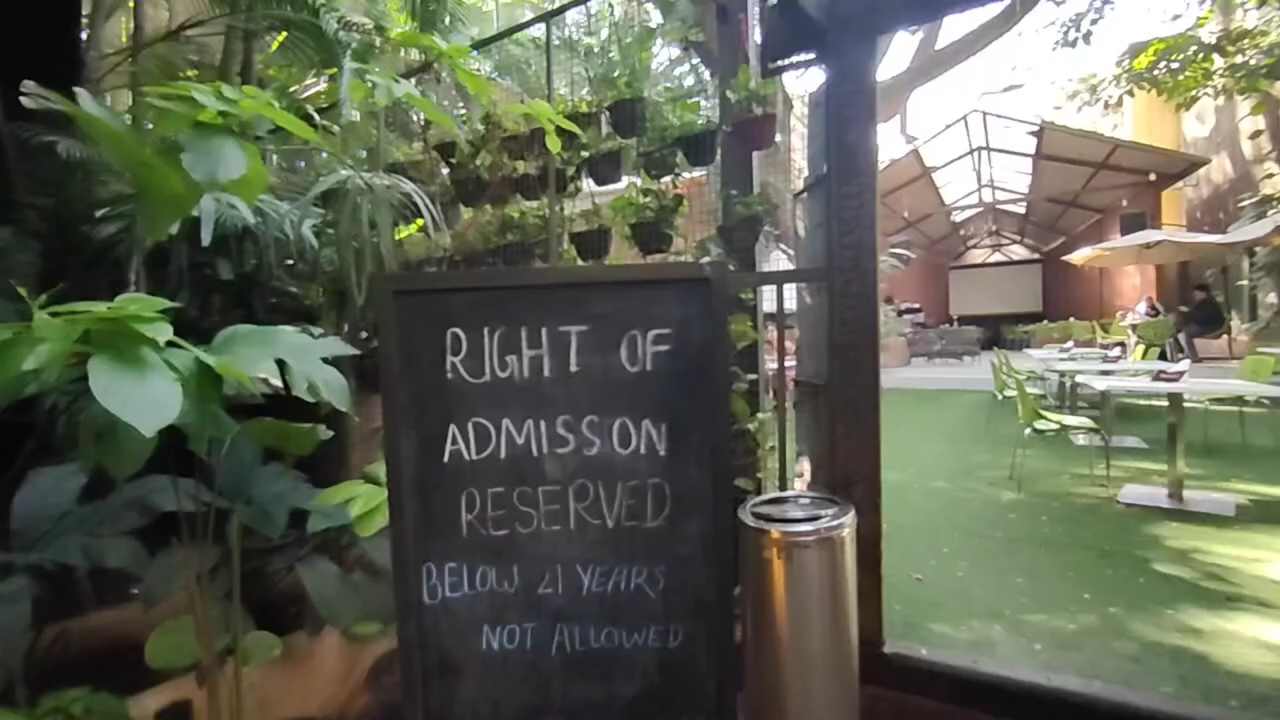 RIGHT OF
ADMISSON
RESERVED
BELOW 21 YEARS
NOT ALLOWED